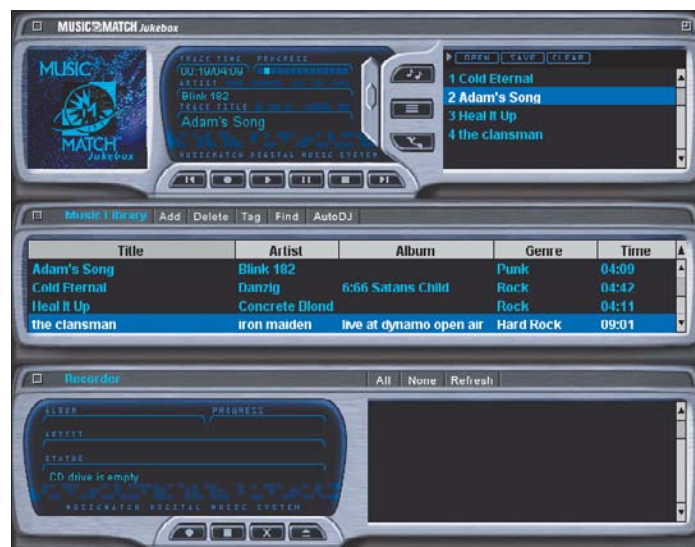 MUSICMATCH Jukebox
MUSIC
MATCH
Jukebox
TRACK TIME PROGRESS
00:19/04:09
ARTIST
Blink 182
TRACK TITLE
Adam's Song
MUSICMATCH DIGITAL MUSIC SYSTEM
OPEN SAVE CLEAR
1 Cold Eternal
2 Adam's Song
3 Heal It Up
4 the clansman
Music Library Add Delete Tag Find AutoDJ
Title Artist Album Genre Time
Adam's Song Blink 182 Punk 04:09
Cold Eternal Danzig 6:66 Satans Child Rock 04:42
Heal It Up Concrete Blond Rock 04:11
the clansman iron maiden live at dynamo open air Hard Rock 09:01
Recorder All None Refresh
ALBUM PROGRESS
ARTIST
STATUS
CD drive is empty
MUSICMATCH DIGITAL MUSIC SYSTEM